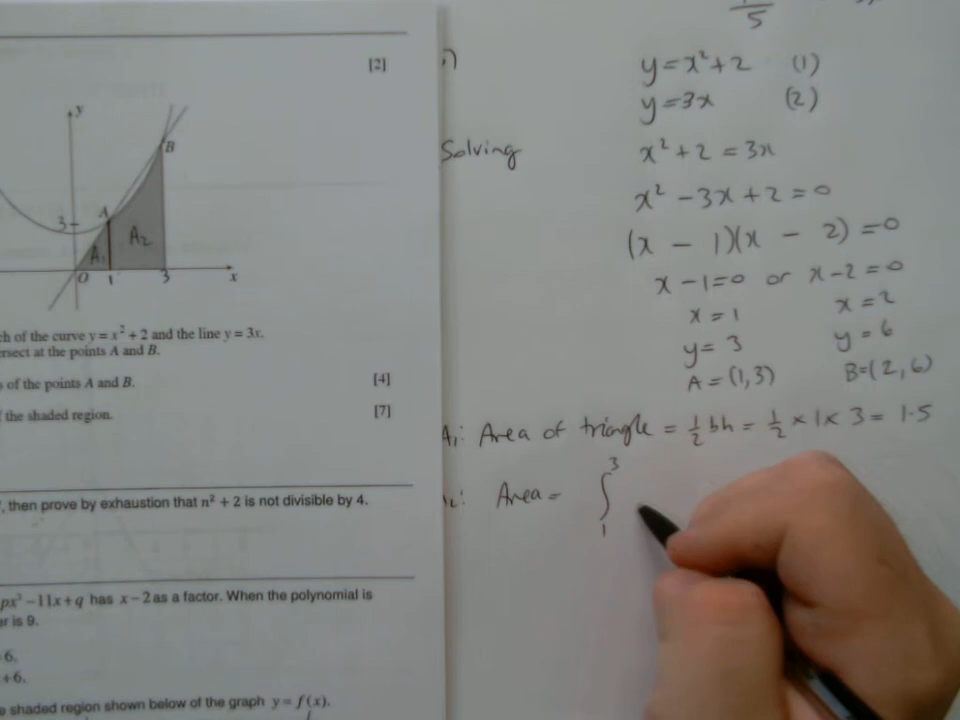 [2]
y
B
3
A
A₂
A₁
O 1 3 x
ch of the curve y = x² + 2 and the line y = 3x.
ersect at the points A and B.
of the points A and B. [4]
f the shaded region. [7]
, then prove by exhaustion that n² + 2 is not divisible by 4.
px³ − 11x + q has x − 2 as a factor. When the polynomial is
er is 9.
6.
+6.
e shaded region shown below of the graph y = f(x).
5
y = x² + 2 (1)
y = 3x (2)
Solving x² + 2 = 3x
x² − 3x + 2 = 0
(x − 1)(x − 2) = 0
x − 1 = 0 or x − 2 = 0
x = 1 x = 2
y = 3 y = 6
A = (1, 3) B = (2, 6)
A₁: Area of triangle = ½ bh = ½ × 1 × 3 = 1·5
Area = ∫₁³